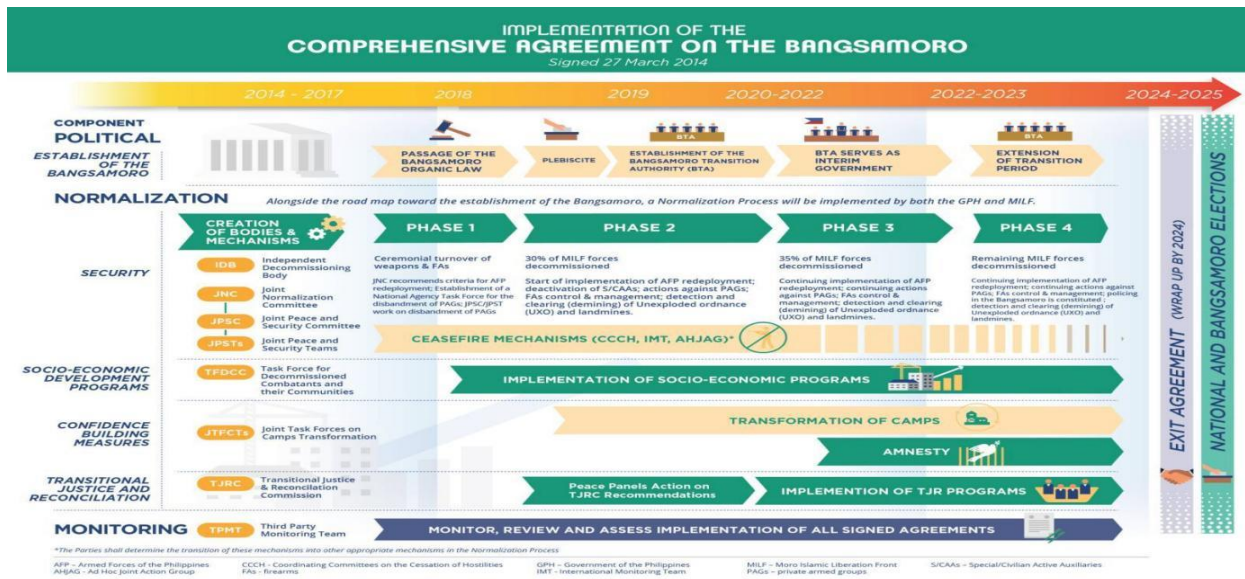 IMPLEMENTATION OF THE
COMPREHENSIVE AGREEMENT ON THE BANGSAMORO
Signed 27 March 2014
2014 - 2017
2018
2019
2020-2022
2022-2023
2024-2025
COMPONENT
POLITICAL
ESTABLISHMENT
OF THE
BANGSAMORO
PASSAGE OF THE
BANGSAMORO
ORGANIC LAW
PLEBISCITE
BTA
ESTABLISHMENT OF THE
BANGSAMORO TRANSITION
AUTHORITY (BTA)
BTA
BTA SERVES AS
INTERIM
GOVERNMENT
BTA
EXTENSION
OF TRANSITION
PERIOD
NORMALIZATION
Alongside the road map toward the establishment of the Bangsamoro, a Normalization Process will be implemented by both the GPH and MILF.
CREATION
OF BODIES &
MECHANISMS
PHASE 1
PHASE 2
PHASE 3
PHASE 4
SECURITY
IDB
Independent
Decommissioning
Body
JNC
Joint
Normalization
Committee
JPSC
Joint Peace and
Security Committee
JPSTs
Joint Peace and
Security Teams
Ceremonial turnover of
weapons & FAs
JNC recommends criteria for AFP
redeployment; Establishment of a
National Agency Task Force for the
disbandment of PAGs; JPSC/JPST
work on disbandment of PAGs
30% of MILF forces
decommissioned
Start of implementation of AFP redeployment;
deactivation of S/CAAs; actions against PAGs;
FAs control & management; detection and
clearing (demining) of Unexploded ordnance
(UXO) and landmines.
35% of MILF forces
decommissioned
Continuing implementation of AFP
redeployment; continuing actions
against PAGs; FAs control &
management; detection and clearing
(demining) of Unexploded ordnance
(UXO) and landmines.
Remaining MILF forces
decommissioned
Continuing implementation of AFP
redeployment; continuing actions against
PAGs; FAs control & management; policing
in the Bangsamoro is constituted ;
detection and clearing (demining) of
Unexploded ordnance (UXO) and
landmines.
CEASEFIRE MECHANISMS (CCCH, IMT, AHJAG)*
SOCIO-ECONOMIC
DEVELOPMENT
PROGRAMS
TFDCC
Task Force for
Decommissioned
Combatants and
their Communities
IMPLEMENTATION OF SOCIO-ECONOMIC PROGRAMS
CONFIDENCE
BUILDING
MEASURES
JTFCTs
Joint Task Forces on
Camps Transformation
TRANSFORMATION OF CAMPS
AMNESTY
TRANSITIONAL
JUSTICE AND
RECONCILIATION
TJRC
Transitional Justice
& Reconcilation
Commission
Peace Panels Action on
TJRC Recommendations
IMPLEMENTION OF TJR PROGRAMS
MONITORING
TPMT
Third Party
Monitoring Team
MONITOR, REVIEW AND ASSESS IMPLEMENTATION OF ALL SIGNED AGREEMENTS
EXIT AGREEMENT (WRAP UP BY 2024)
NATIONAL AND BANGSAMORO ELECTIONS
*The Parties shall determine the transition of these mechanisms into other appropriate mechanisms in the Normalization Process
AFP – Armed Forces of the Philippines
AHJAG - Ad Hoc Joint Action Group
CCCH – Coordinating Committees on the Cessation of Hostilities
FAs - firearms
GPH – Government of the Philippines
IMT - International Monitoring Team
MILF – Moro Islamic Liberation Front
PAGs – private armed groups
S/CAAs – Special/Civilian Active Auxiliaries